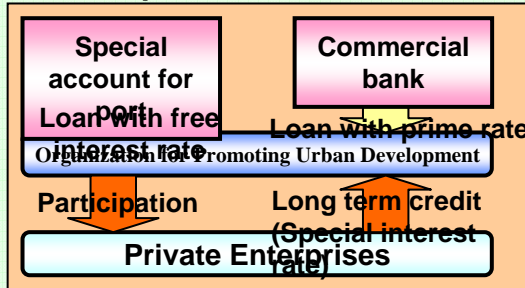 Special
account for
port
Commercial
bank
Loan with free
interest rate
Loan with prime rate
Organization for Promoting Urban Development
Participation
Long term credit
(Special interest
rate)
Private Enterprises